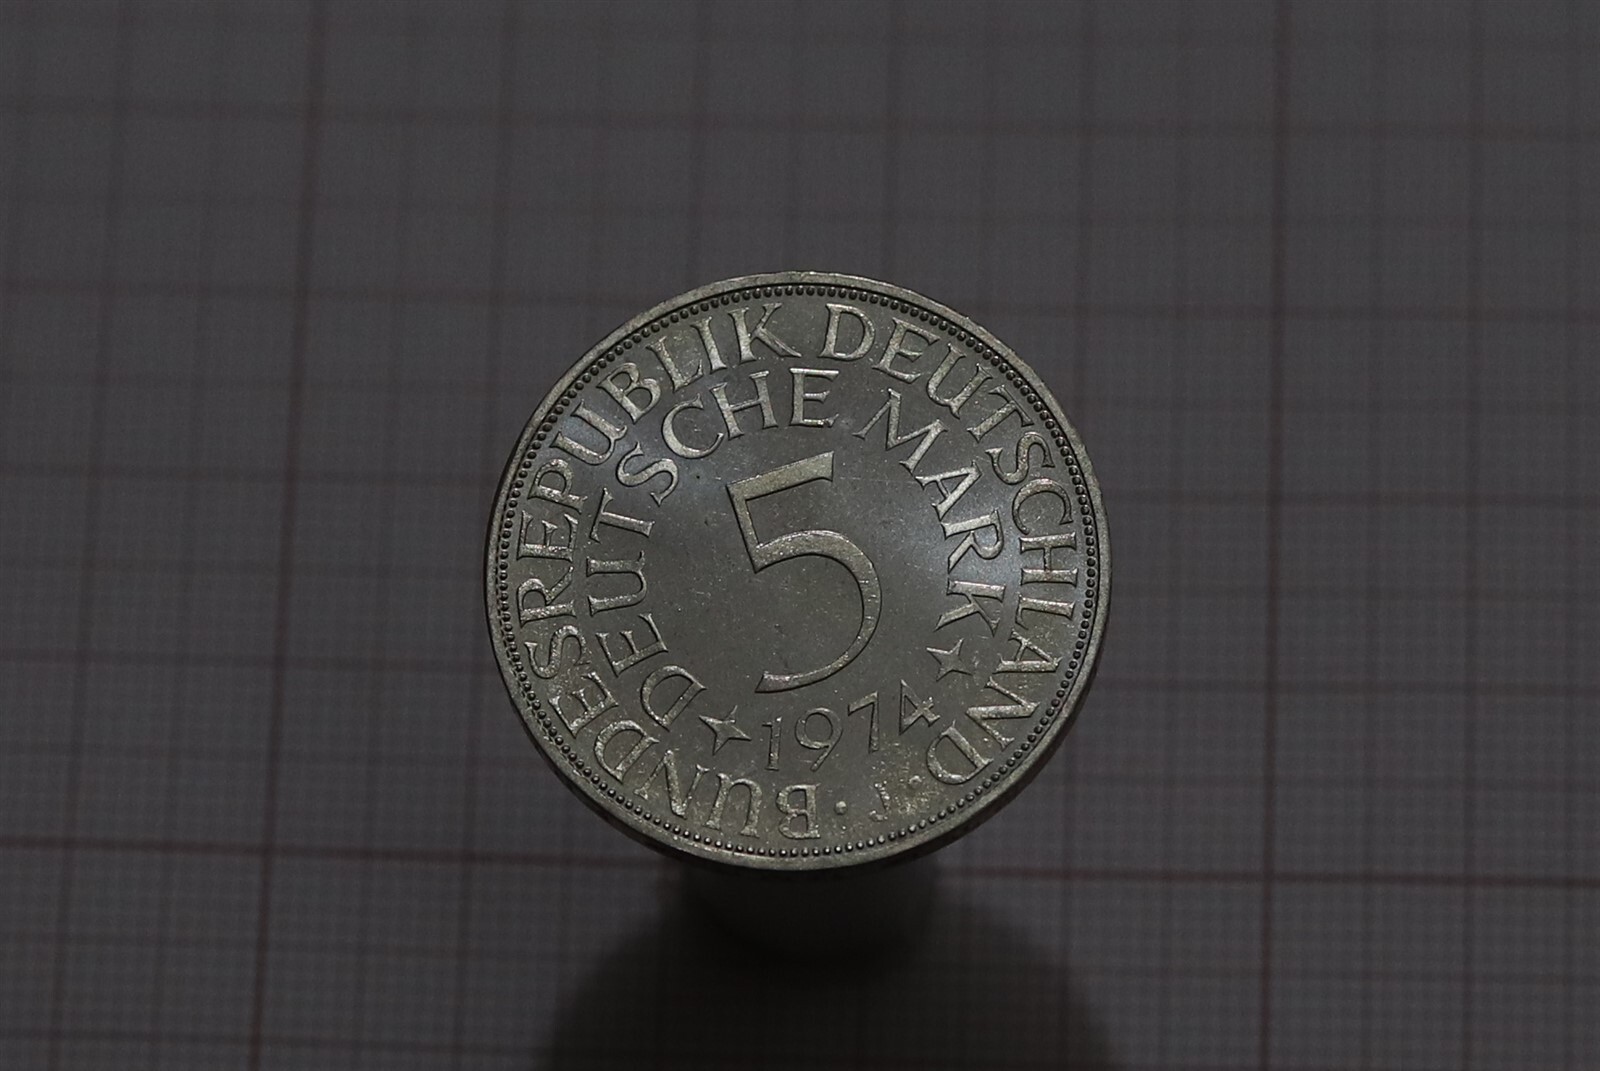 BUNDESREPUBLIK DEUTSCHLAND · J ·
DEUTSCHE MARK
5
1974